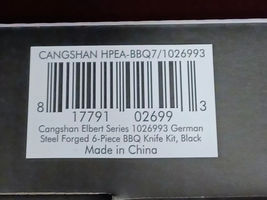 CANGSHAN HPEA-BBQ7/1026993
8 17791 02699 3
Cangshan Elbert Series 1026993 German
Steel Forged 6-Piece BBQ Knife Kit, Black
Made in China